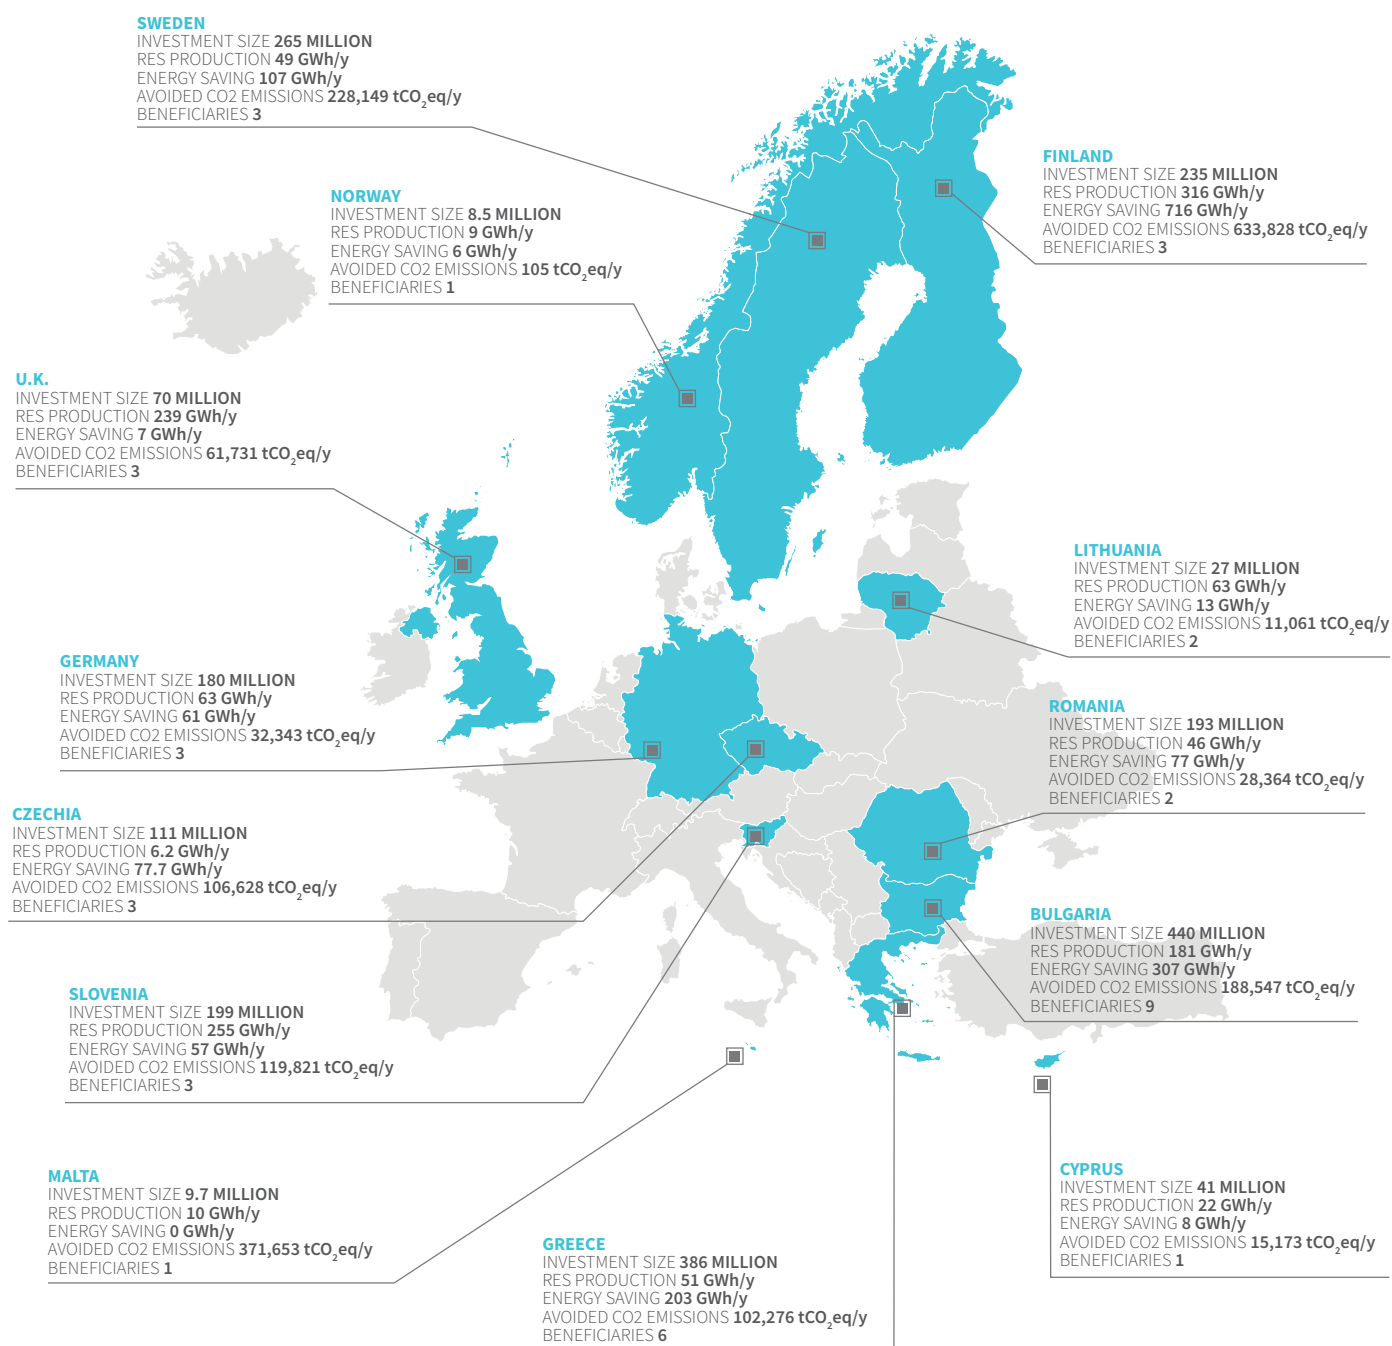 SWEDEN
INVESTMENT SIZE 265 MILLION
RES PRODUCTION 49 GWh/y
ENERGY SAVING 107 GWh/y
AVOIDED CO2 EMISSIONS 228,149 tCO₂eq/y
BENEFICIARIES 3
FINLAND
INVESTMENT SIZE 235 MILLION
RES PRODUCTION 316 GWh/y
ENERGY SAVING 716 GWh/y
AVOIDED CO2 EMISSIONS 633,828 tCO₂eq/y
BENEFICIARIES 3
NORWAY
INVESTMENT SIZE 8.5 MILLION
RES PRODUCTION 9 GWh/y
ENERGY SAVING 6 GWh/y
AVOIDED CO2 EMISSIONS 105 tCO₂eq/y
BENEFICIARIES 1
U.K.
INVESTMENT SIZE 70 MILLION
RES PRODUCTION 239 GWh/y
ENERGY SAVING 7 GWh/y
AVOIDED CO2 EMISSIONS 61,731 tCO₂eq/y
BENEFICIARIES 3
LITHUANIA
INVESTMENT SIZE 27 MILLION
RES PRODUCTION 63 GWh/y
ENERGY SAVING 13 GWh/y
AVOIDED CO2 EMISSIONS 11,061 tCO₂eq/y
BENEFICIARIES 2
GERMANY
INVESTMENT SIZE 180 MILLION
RES PRODUCTION 63 GWh/y
ENERGY SAVING 61 GWh/y
AVOIDED CO2 EMISSIONS 32,343 tCO₂eq/y
BENEFICIARIES 3
ROMANIA
INVESTMENT SIZE 193 MILLION
RES PRODUCTION 46 GWh/y
ENERGY SAVING 77 GWh/y
AVOIDED CO2 EMISSIONS 28,364 tCO₂eq/y
BENEFICIARIES 2
CZECHIA
INVESTMENT SIZE 111 MILLION
RES PRODUCTION 6.2 GWh/y
ENERGY SAVING 77.7 GWh/y
AVOIDED CO2 EMISSIONS 106,628 tCO₂eq/y
BENEFICIARIES 3
BULGARIA
INVESTMENT SIZE 440 MILLION
RES PRODUCTION 181 GWh/y
ENERGY SAVING 307 GWh/y
AVOIDED CO2 EMISSIONS 188,547 tCO₂eq/y
BENEFICIARIES 9
SLOVENIA
INVESTMENT SIZE 199 MILLION
RES PRODUCTION 255 GWh/y
ENERGY SAVING 57 GWh/y
AVOIDED CO2 EMISSIONS 119,821 tCO₂eq/y
BENEFICIARIES 3
MALTA
INVESTMENT SIZE 9.7 MILLION
RES PRODUCTION 10 GWh/y
ENERGY SAVING 0 GWh/y
AVOIDED CO2 EMISSIONS 371,653 tCO₂eq/y
BENEFICIARIES 1
CYPRUS
INVESTMENT SIZE 41 MILLION
RES PRODUCTION 22 GWh/y
ENERGY SAVING 8 GWh/y
AVOIDED CO2 EMISSIONS 15,173 tCO₂eq/y
BENEFICIARIES 1
GREECE
INVESTMENT SIZE 386 MILLION
RES PRODUCTION 51 GWh/y
ENERGY SAVING 203 GWh/y
AVOIDED CO2 EMISSIONS 102,276 tCO₂eq/y
BENEFICIARIES 6